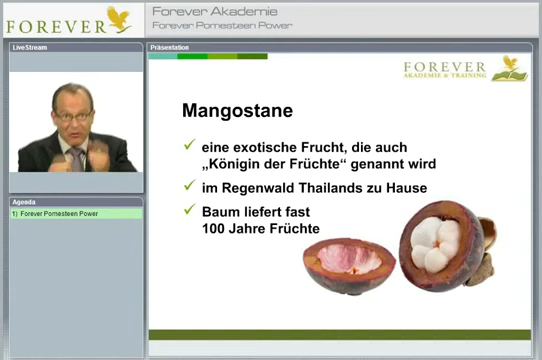 FOREVER
Forever Akademie
Forever Pomesteen Power
LiveStream
Agenda
1) Forever Pomesteen Power
Präsentation
FOREVER
AKADEMIE & TRAINING
Mangostane
eine exotische Frucht, die auch
„Königin der Früchte“ genannt wird
im Regenwald Thailands zu Hause
Baum liefert fast
100 Jahre Früchte